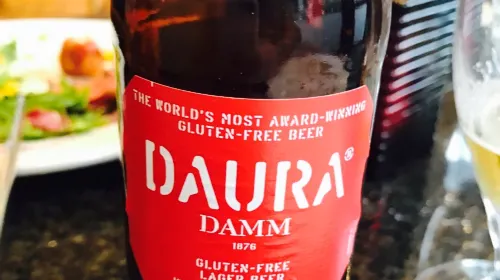 THE WORLD'S MOST AWARD-WINNING
GLUTEN-FREE BEER
DAURA®
DAMM
1876
GLUTEN-FREE
LAGER BEER